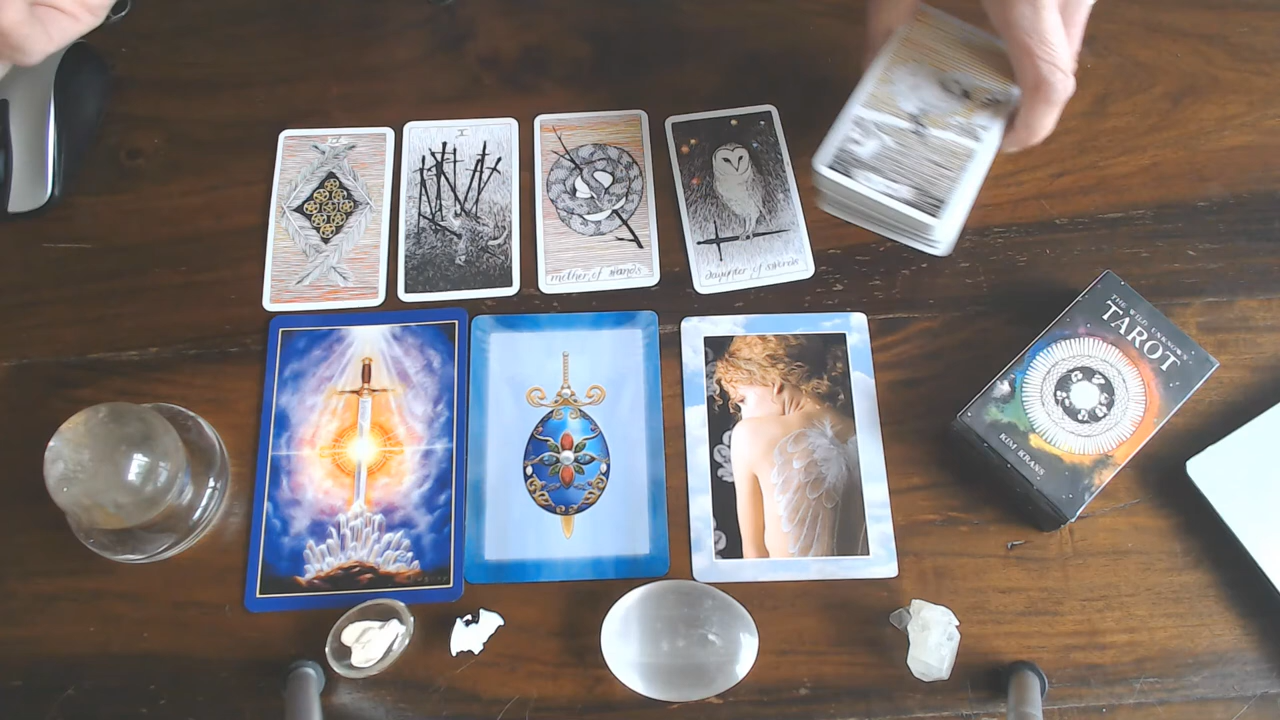 X
mother of wands
daughter of swords
THE WILD UNKNOWN
TAROT
KIM KRANS